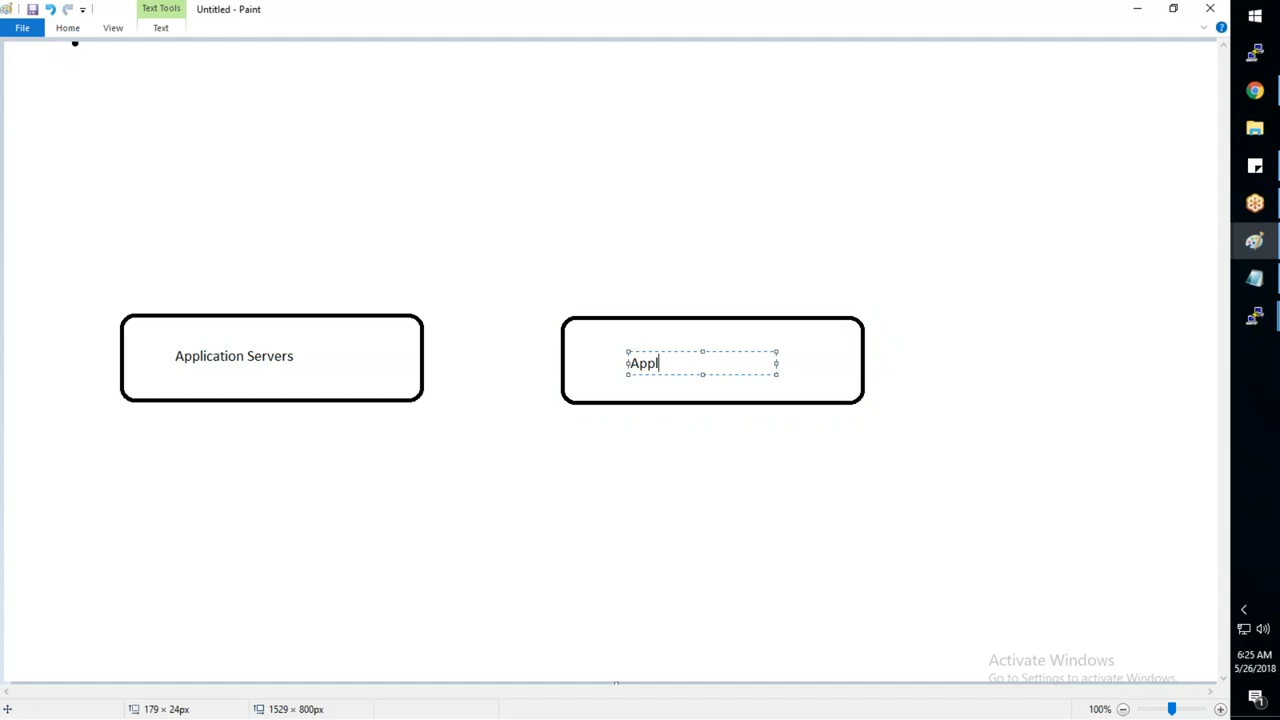 Text Tools
Untitled - Paint
File
Home
View
Text
Application Servers
Appl
Activate Windows
Go to Settings to activate Windows.
6:25 AM
5/26/2018
179 × 24px
1529 × 800px
100%
1